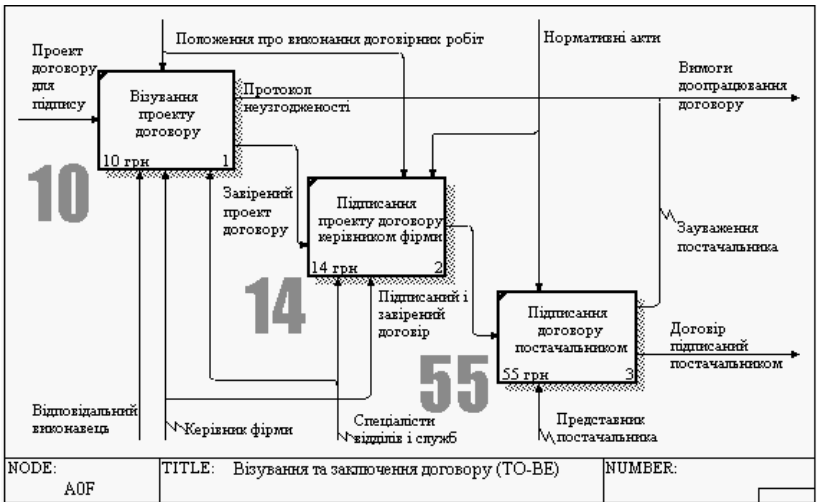 Проект
договору
для
підпису
Положення про виконання договірних робіт
Нормативні акти
Вимоги
доопрацювання
договору
Візування
проекту
договору
10 грн 1
Протокол
неузгодженості
10
Завірений
проект
договору
Підписання
проекту договору
керівником фірми
14 грн 2
14
Зауваження
постачальника
Підписаний і
завірений
договір
Підписання
договору
постачальником
55 грн 3
55
Договір
підписаний
постачальником
Відповідальний
виконавець
Керівник фірми
Спеціалісти
відділів і служб
Представник
постачальника
NODE:
A0F
TITLE: Візування та заключення договору (TO-BE)
NUMBER: